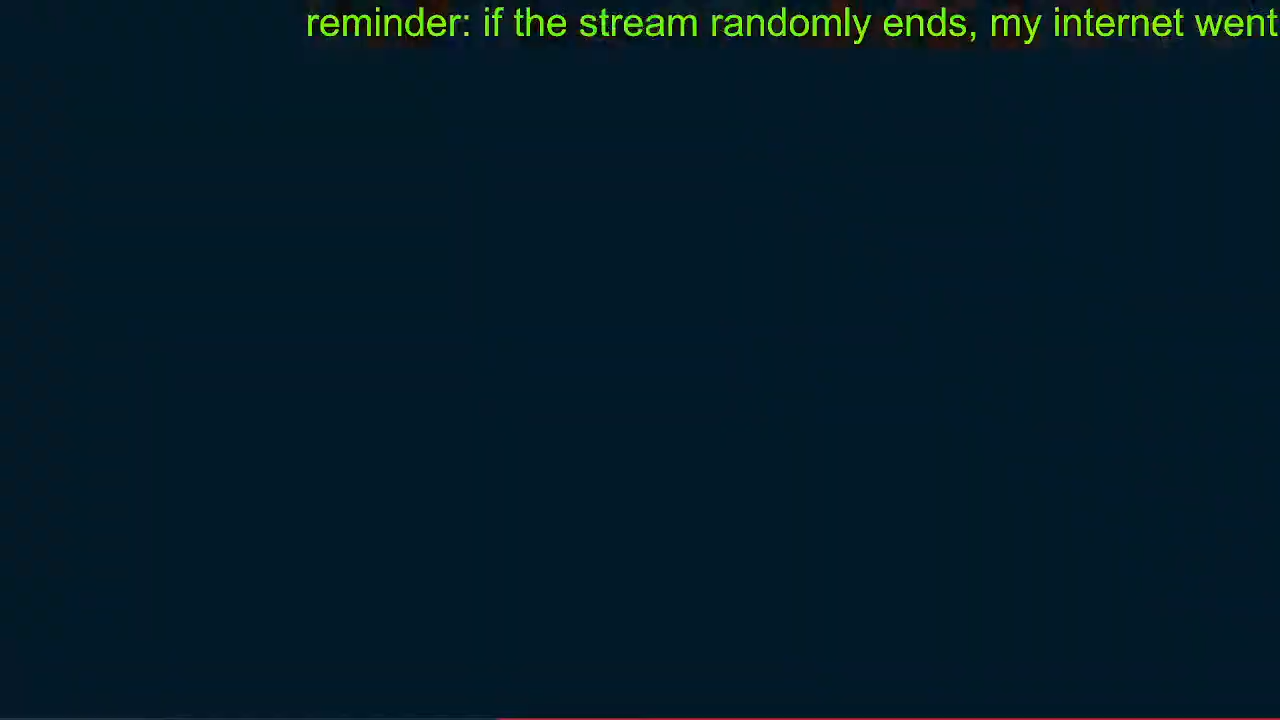 reminder: if the stream randomly ends, my internet went